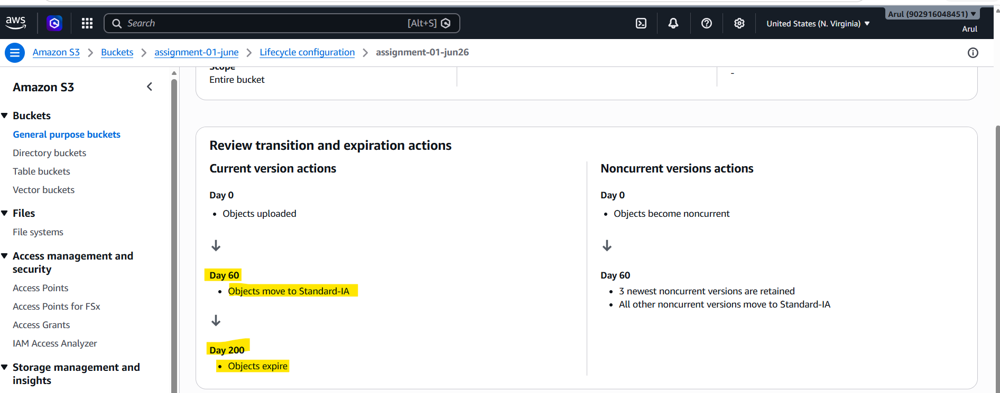 aws
Search
[Alt+S]
United States (N. Virginia)
Arul (902916048451)
Arul
Amazon S3
Buckets
assignment-01-june
Lifecycle configuration
assignment-01-jun26
Amazon S3
Buckets
General purpose buckets
Directory buckets
Table buckets
Vector buckets
Files
File systems
Access management and
security
Access Points
Access Points for FSx
Access Grants
IAM Access Analyzer
Storage management and
insights
Scope
Entire bucket
-
Review transition and expiration actions
Current version actions
Day 0
• Objects uploaded
Day 60
• Objects move to Standard-IA
Day 200
• Objects expire
Noncurrent versions actions
Day 0
• Objects become noncurrent
Day 60
• 3 newest noncurrent versions are retained
• All other noncurrent versions move to Standard-IA